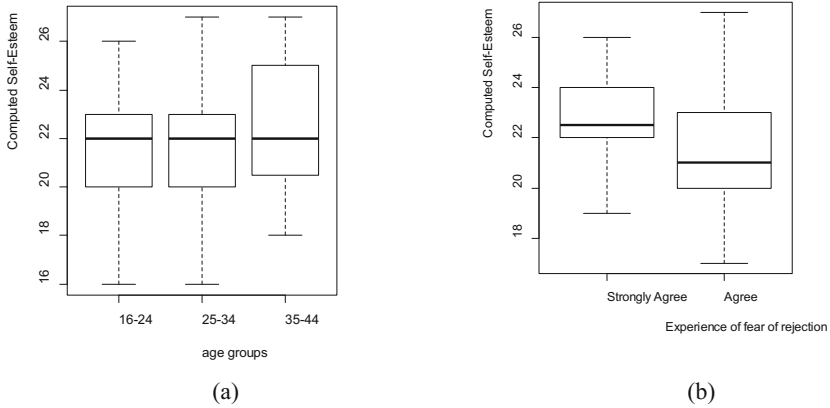 Computed Self-Esteem
26
24
22
20
18
16
16-24 25-34 35-44
age groups
(a)
Computed Self-Esteem
26
24
22
20
18
Strongly Agree Agree
Experience of fear of rejection
(b)